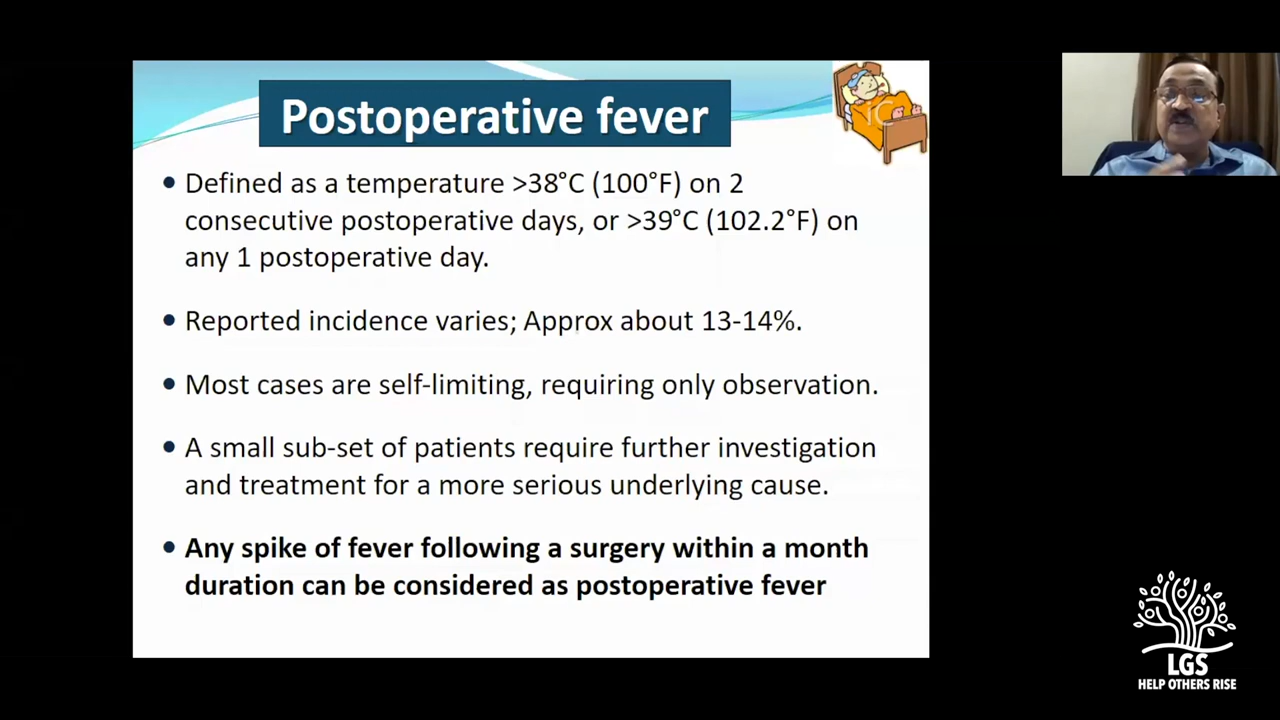 Postoperative fever
• Defined as a temperature >38°C (100°F) on 2
consecutive postoperative days, or >39°C (102.2°F) on
any 1 postoperative day.
• Reported incidence varies; Approx about 13-14%.
• Most cases are self-limiting, requiring only observation.
• A small sub-set of patients require further investigation
and treatment for a more serious underlying cause.
• Any spike of fever following a surgery within a month
duration can be considered as postoperative fever
LGS
HELP OTHERS RISE